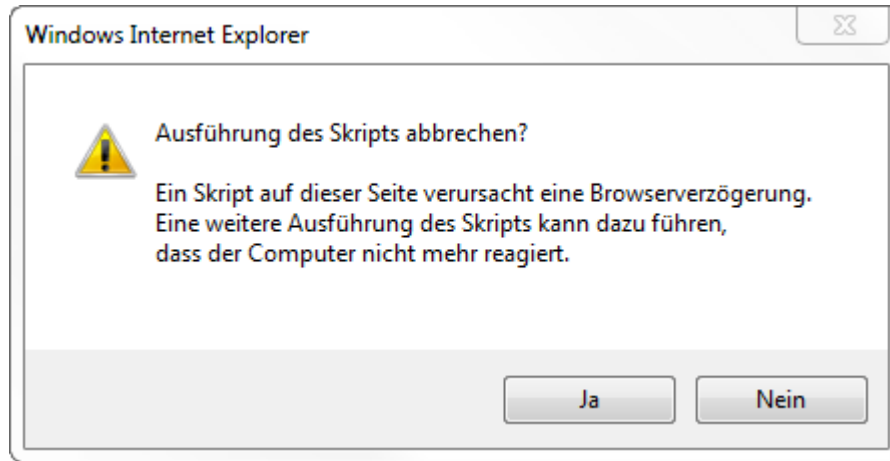 Windows Internet Explorer
Ausführung des Skripts abbrechen?
Ein Skript auf dieser Seite verursacht eine Browserverzögerung.
Eine weitere Ausführung des Skripts kann dazu führen,
dass der Computer nicht mehr reagiert.
Ja
Nein